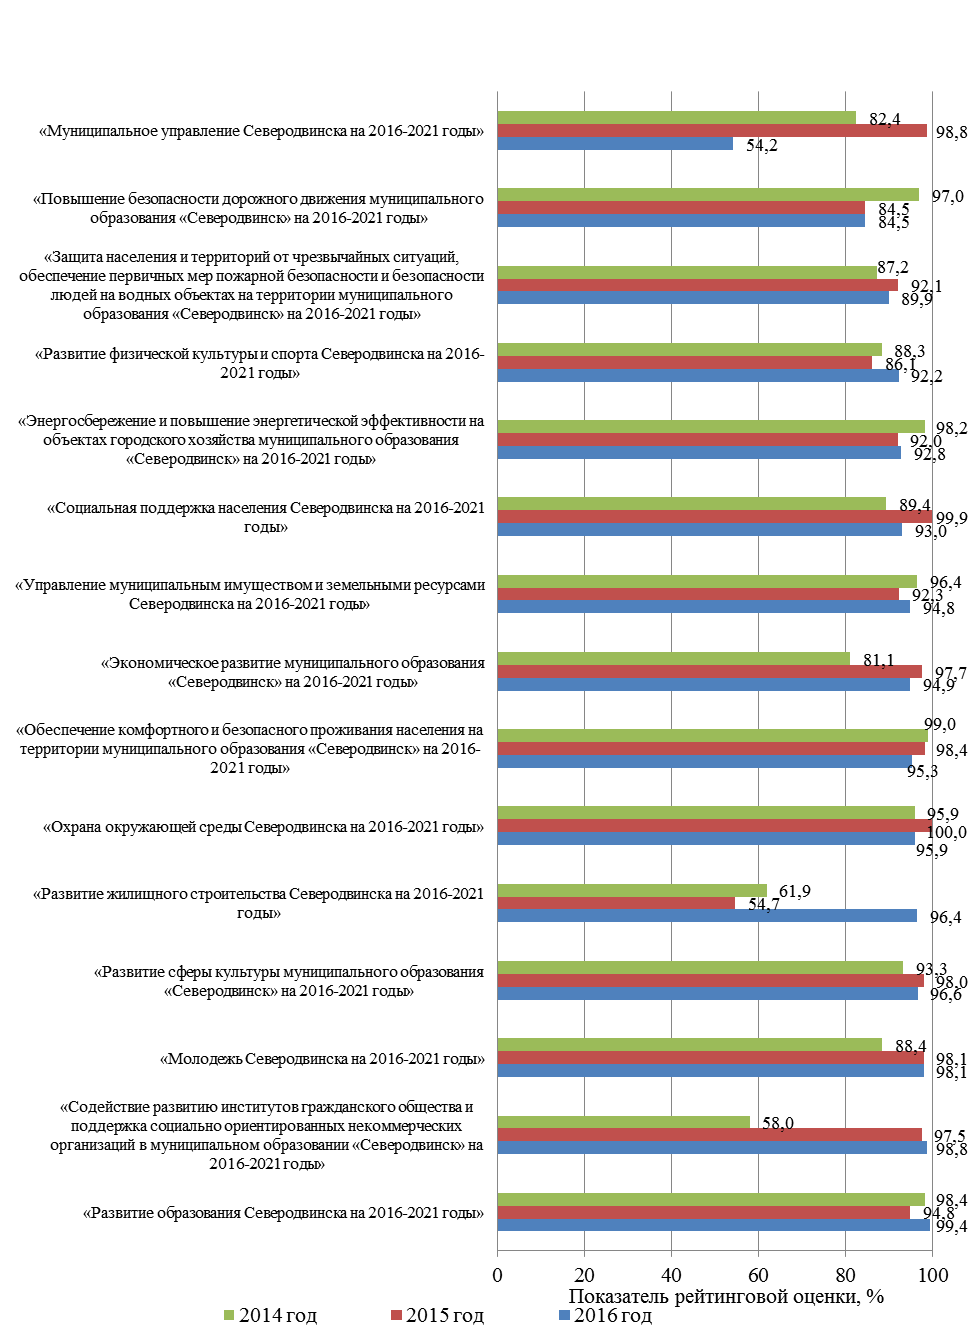 «Муниципальное управление Северодвинска на 2016-2021 годы»
82,4
98,8
54,2
«Повышение безопасности дорожного движения муниципального
образования «Северодвинск» на 2016-2021 годы»
97,0
84,5
84,5
«Защита населения и территорий от чрезвычайных ситуаций,
обеспечение первичных мер пожарной безопасности и безопасности
людей на водных объектах на территории муниципального
образования «Северодвинск» на 2016-2021 годы»
87,2
92,1
89,9
«Развитие физической культуры и спорта Северодвинска на 2016-
2021 годы»
88,3
86,1
92,2
«Энергосбережение и повышение энергетической эффективности на
объектах городского хозяйства муниципального образования
«Северодвинск» на 2016-2021 годы»
98,2
92,0
92,8
«Социальная поддержка населения Северодвинска на 2016-2021
годы»
89,4
99,9
93,0
«Управление муниципальным имуществом и земельными ресурсами
Северодвинска на 2016-2021 годы»
96,4
92,3
94,8
«Экономическое развитие муниципального образования
«Северодвинск» на 2016-2021 годы»
81,1
97,7
94,9
«Обеспечение комфортного и безопасного проживания населения на
территории муниципального образования «Северодвинск» на 2016-
2021 годы»
99,0
98,4
95,3
«Охрана окружающей среды Северодвинска на 2016-2021 годы»
95,9
100,0
95,9
«Развитие жилищного строительства Северодвинска на 2016-2021
годы»
61,9
54,7
96,4
«Развитие сферы культуры муниципального образования
«Северодвинск» на 2016-2021 годы»
93,3
98,0
96,6
«Молодежь Северодвинска на 2016-2021 годы»
88,4
98,1
98,1
«Содействие развитию институтов гражданского общества и
поддержка социально ориентированных некоммерческих
организаций в муниципальном образовании «Северодвинск» на
2016-2021 годы»
58,0
97,5
98,8
«Развитие образования Северодвинска на 2016-2021 годы»
98,4
94,8
99,4
0 20 40 60 80 100
Показатель рейтинговой оценки, %
2014 год 2015 год 2016 год